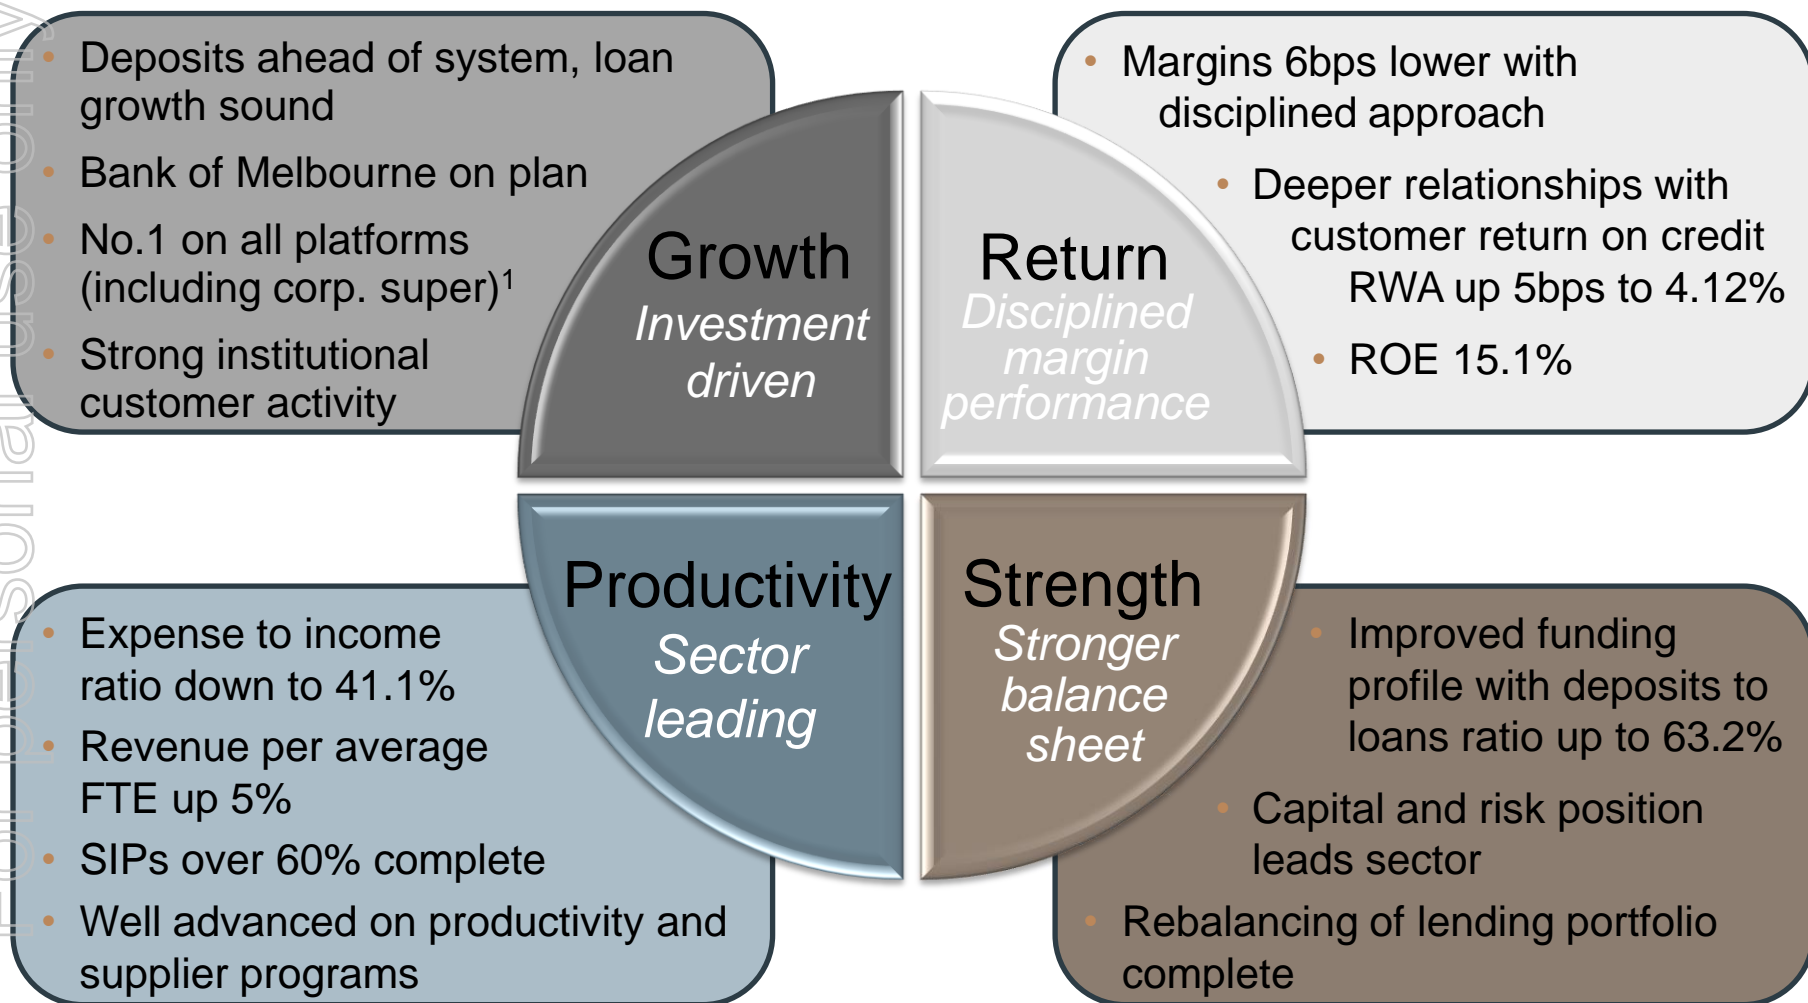 • Deposits ahead of system, loan
growth sound
• Bank of Melbourne on plan
• No.1 on all platforms
(including corp. super)1
• Strong institutional
customer activity
Growth
Investment
driven
Return
Disciplined
margin
performance
• Margins 6bps lower with
disciplined approach
• Deeper relationships with
customer return on credit
RWA up 5bps to 4.12%
• ROE 15.1%
• Expense to income
ratio down to 41.1%
• Revenue per average
FTE up 5%
• SIPs over 60% complete
• Well advanced on productivity and
supplier programs
Productivity
Sector
leading
Strength
Stronger
balance
sheet
• Improved funding
profile with deposits to
loans ratio up to 63.2%
• Capital and risk position
leads sector
• Rebalancing of lending portfolio
complete
For personal use only